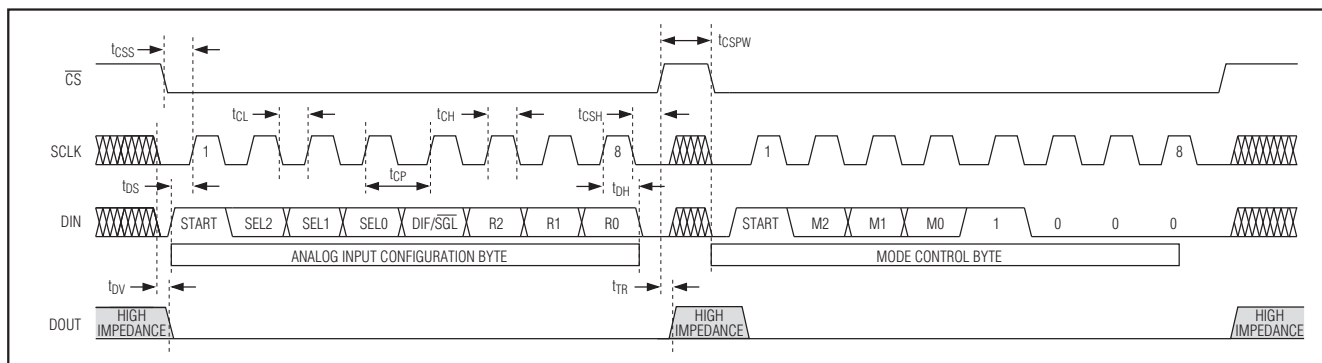 tCSS
tCSPW
CS
tCL
tCH
tCSH
SCLK
1
8
1
8
tDS
tCP
tDH
DIN
START SEL2 SEL1 SEL0 DIF/SGL R2 R1 R0
START M2 M1 M0 1 0 0 0
ANALOG INPUT CONFIGURATION BYTE
MODE CONTROL BYTE
tDV
tTR
DOUT
HIGH
IMPEDANCE
HIGH
IMPEDANCE
HIGH
IMPEDANCE